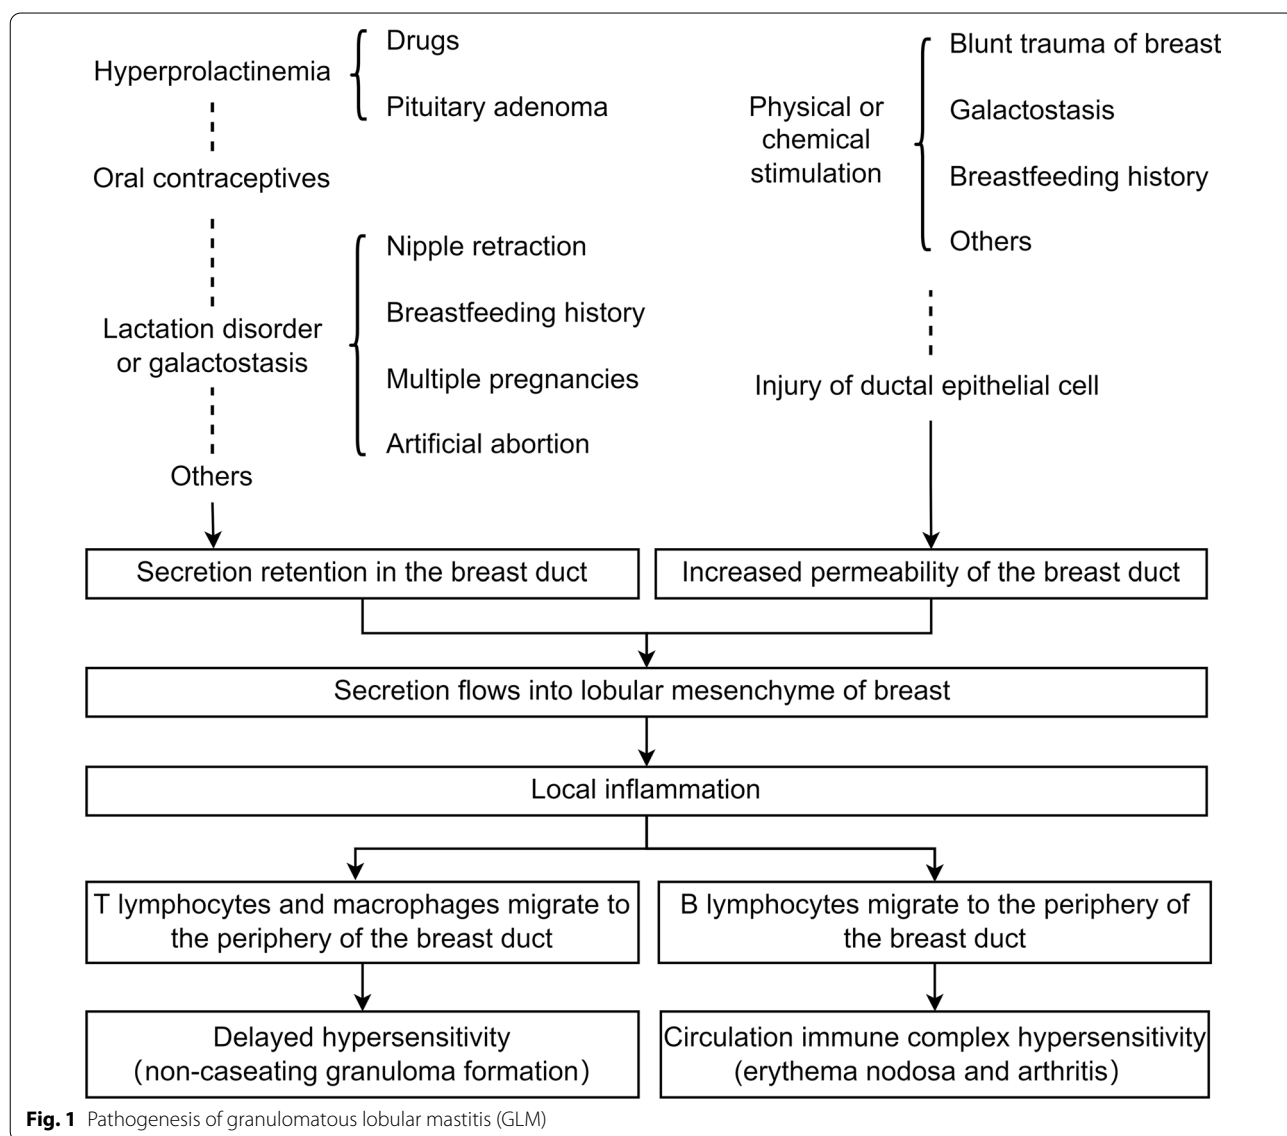 Hyperprolactinemia
Drugs
Pituitary adenoma
Oral contraceptives
Lactation disorder
or galactostasis
Nipple retraction
Breastfeeding history
Multiple pregnancies
Artificial abortion
Others
Physical or
chemical
stimulation
Blunt trauma of breast
Galactostasis
Breastfeeding history
Others
Injury of ductal epithelial cell
Secretion retention in the breast duct
Increased permeability of the breast duct
Secretion flows into lobular mesenchyme of breast
Local inflammation
T lymphocytes and macrophages migrate to
the periphery of the breast duct
B lymphocytes migrate to the periphery of
the breast duct
Delayed hypersensitivity
(non-caseating granuloma formation)
Circulation immune complex hypersensitivity
(erythema nodosa and arthritis)
Fig. 1 Pathogenesis of granulomatous lobular mastitis (GLM)